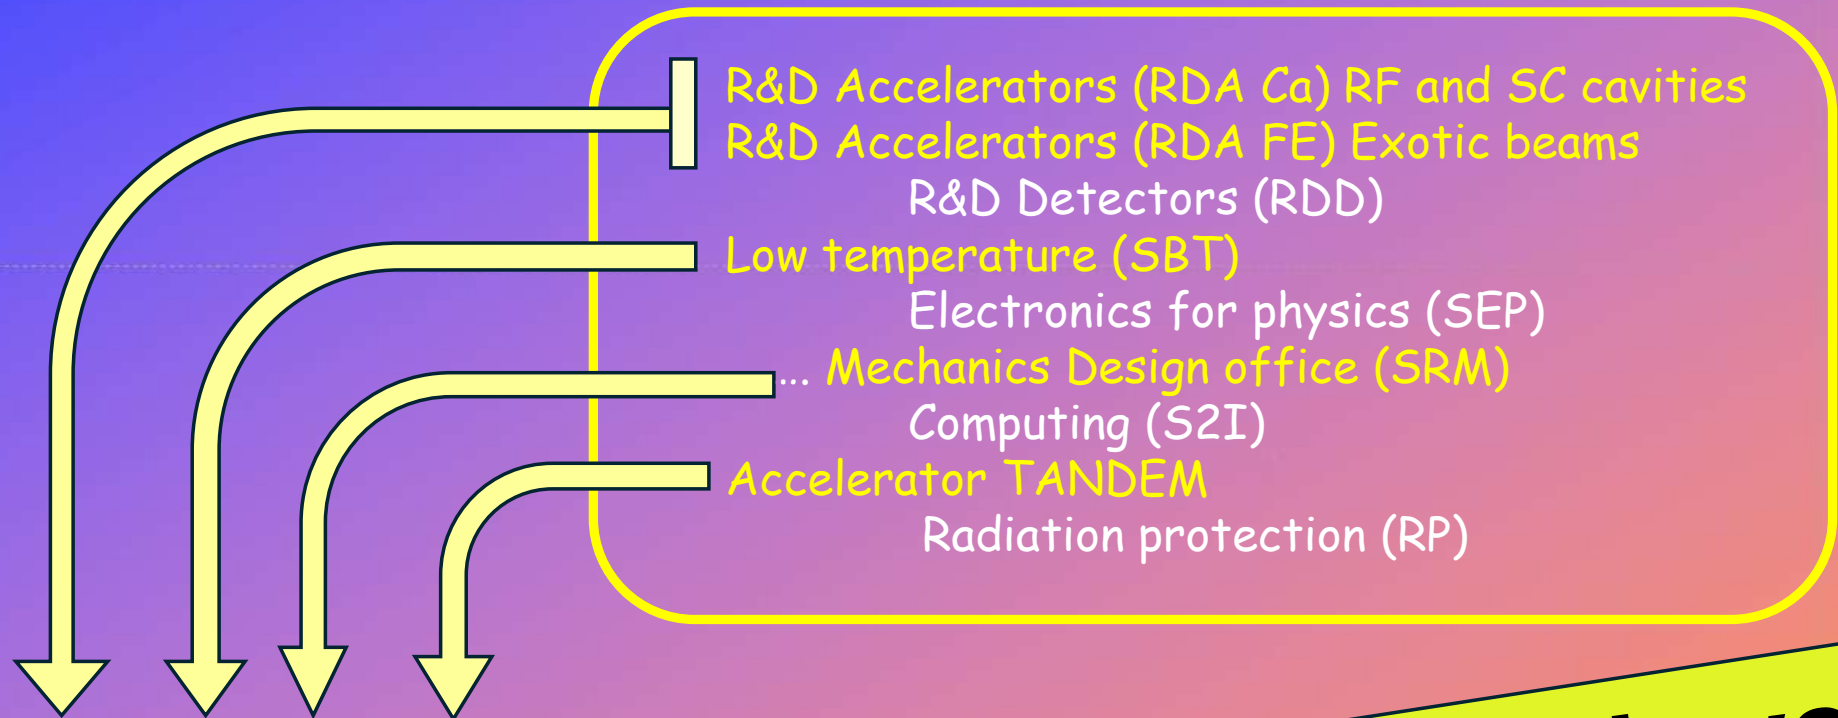 R&D Accelerators (RDA Ca) RF and SC cavities
R&D Accelerators (RDA FE) Exotic beams
R&D Detectors (RDD)
Low temperature (SBT)
Electronics for physics (SEP)
... Mechanics Design office (SRM)
Computing (S2I)
Accelerator TANDEM
Radiation protection (RP)